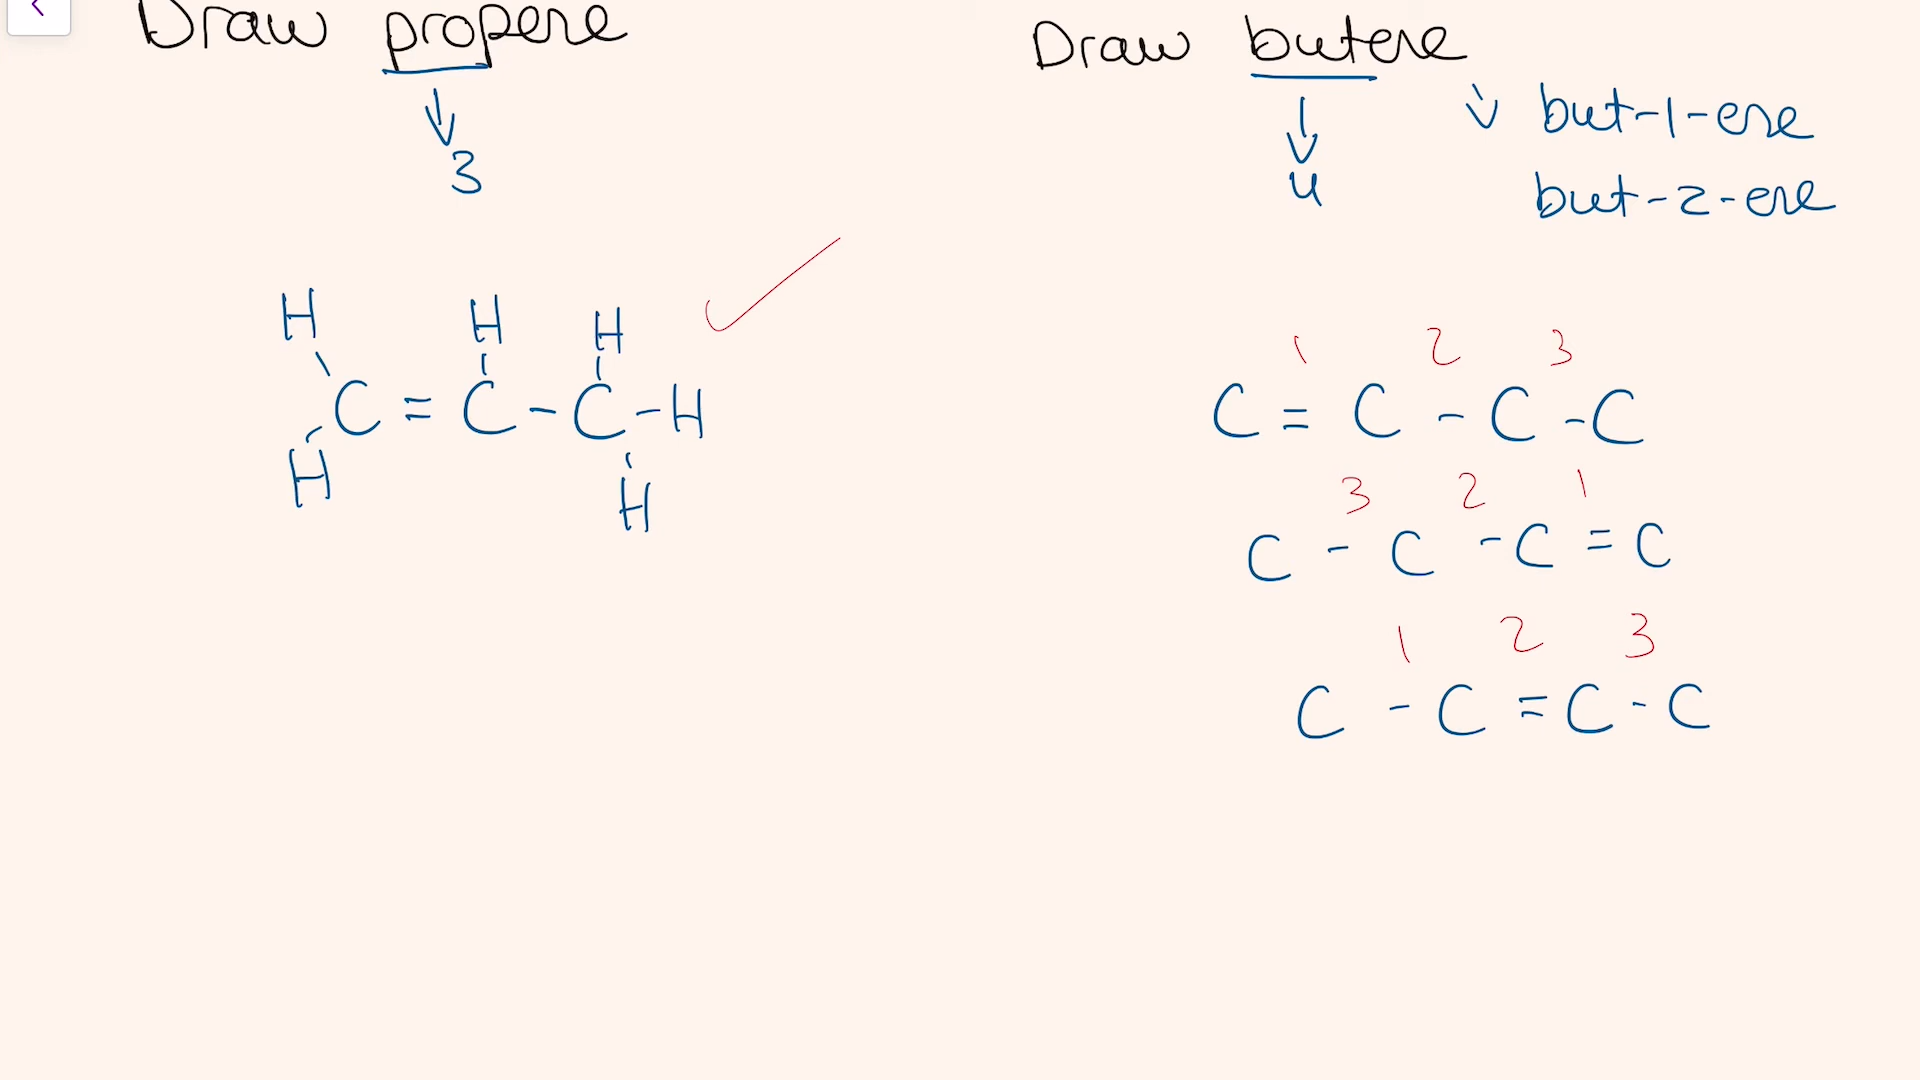 Draw propene
3
H H H
C = C - C - H
H H
Draw butene
4
but-1-ene
but-2-ene
1 2 3
C = C - C - C
3 2 1
C - C - C = C
1 2 3
C - C = C - C